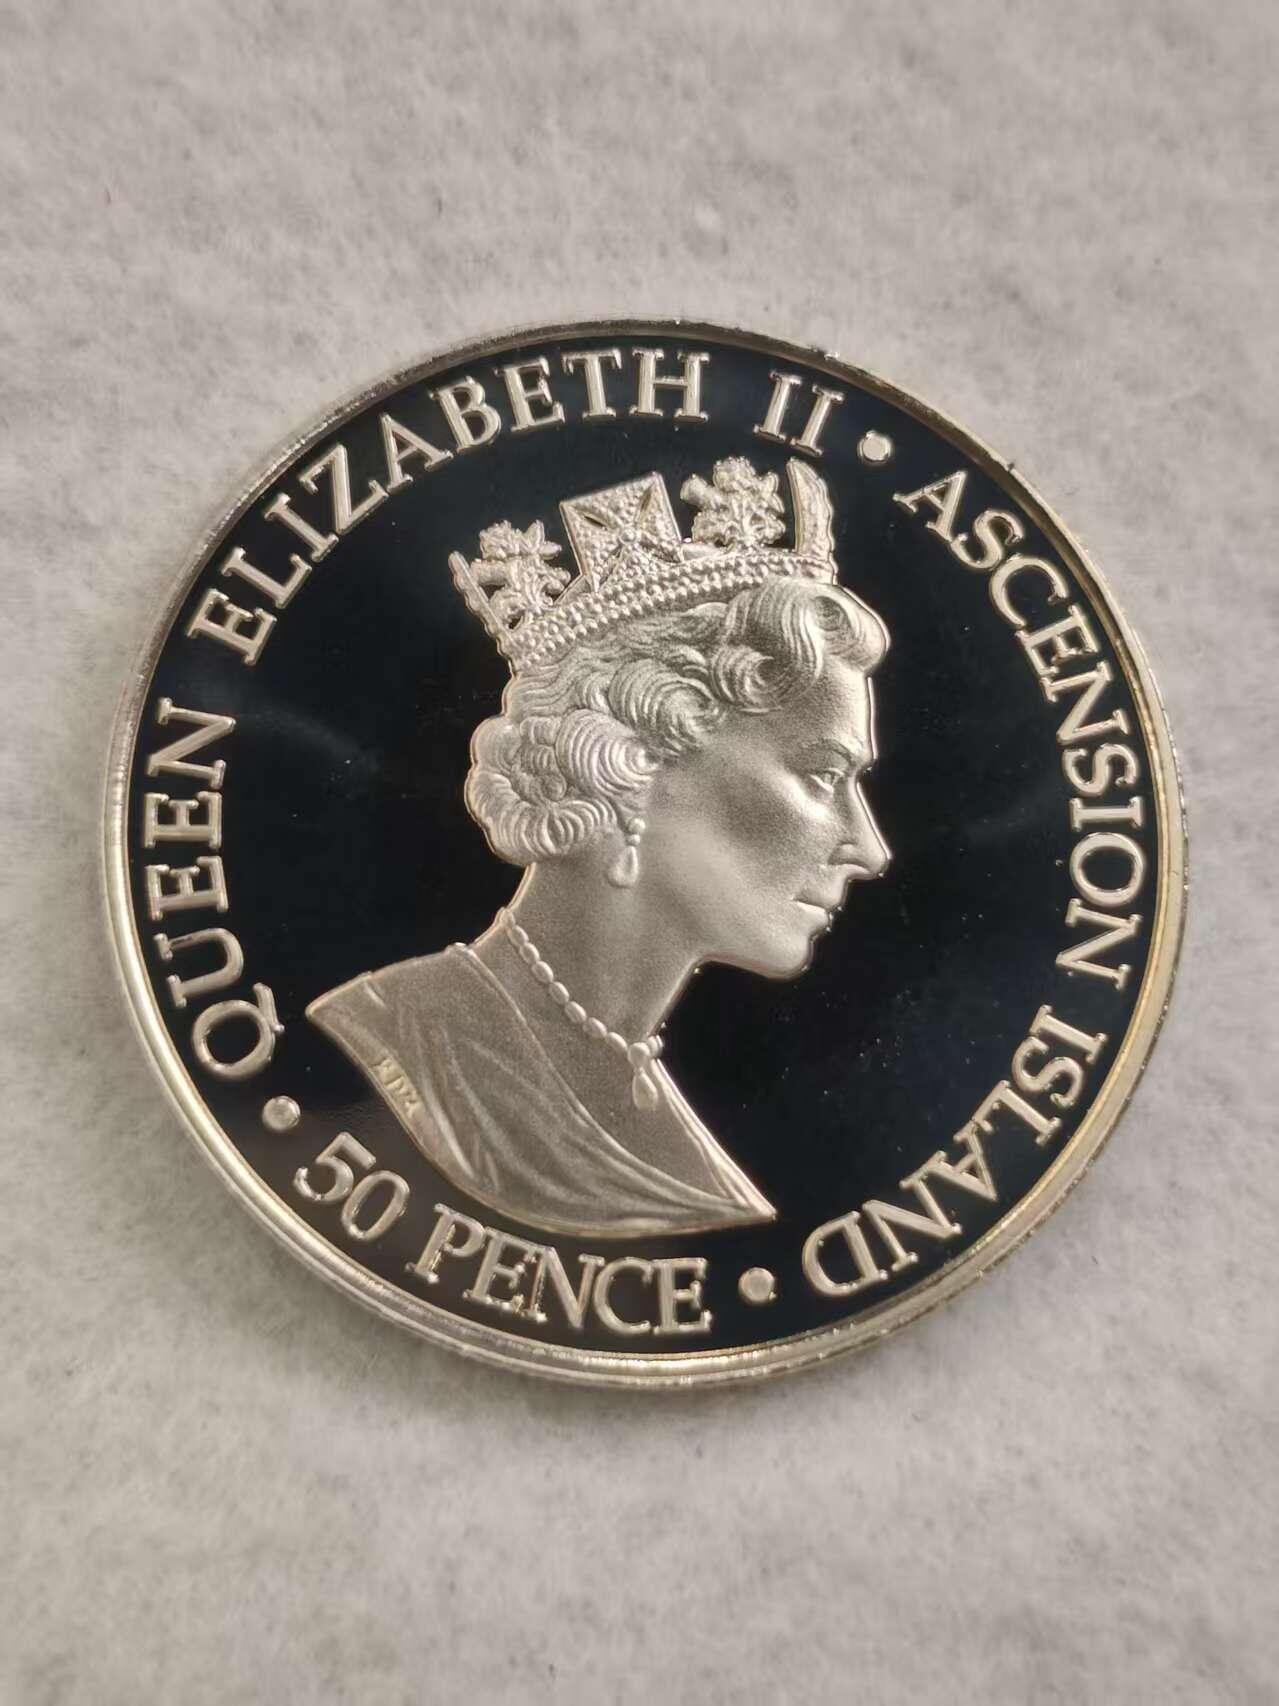 QUEEN ELIZABETH II • ASCENSION ISLAND • 50 PENCE •